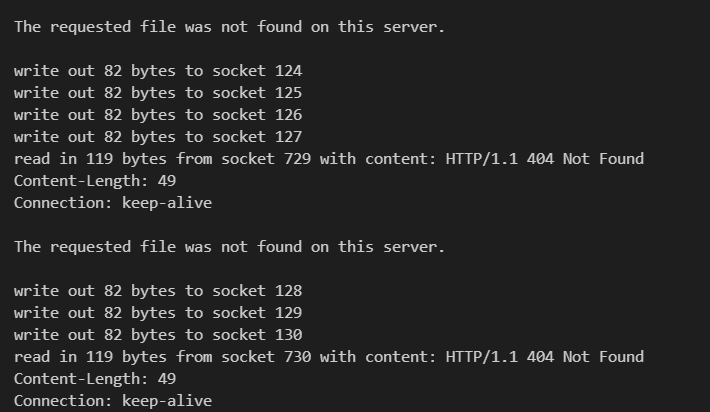 The requested file was not found on this server.
write out 82 bytes to socket 124
write out 82 bytes to socket 125
write out 82 bytes to socket 126
write out 82 bytes to socket 127
read in 119 bytes from socket 729 with content: HTTP/1.1 404 Not Found
Content-Length: 49
Connection: keep-alive
The requested file was not found on this server.
write out 82 bytes to socket 128
write out 82 bytes to socket 129
write out 82 bytes to socket 130
read in 119 bytes from socket 730 with content: HTTP/1.1 404 Not Found
Content-Length: 49
Connection: keep-alive